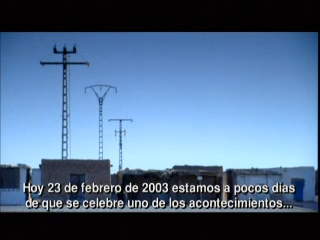 Hoy 23 de febrero de 2003 estamos a pocos días
de que se celebre uno de los acontecimientos...